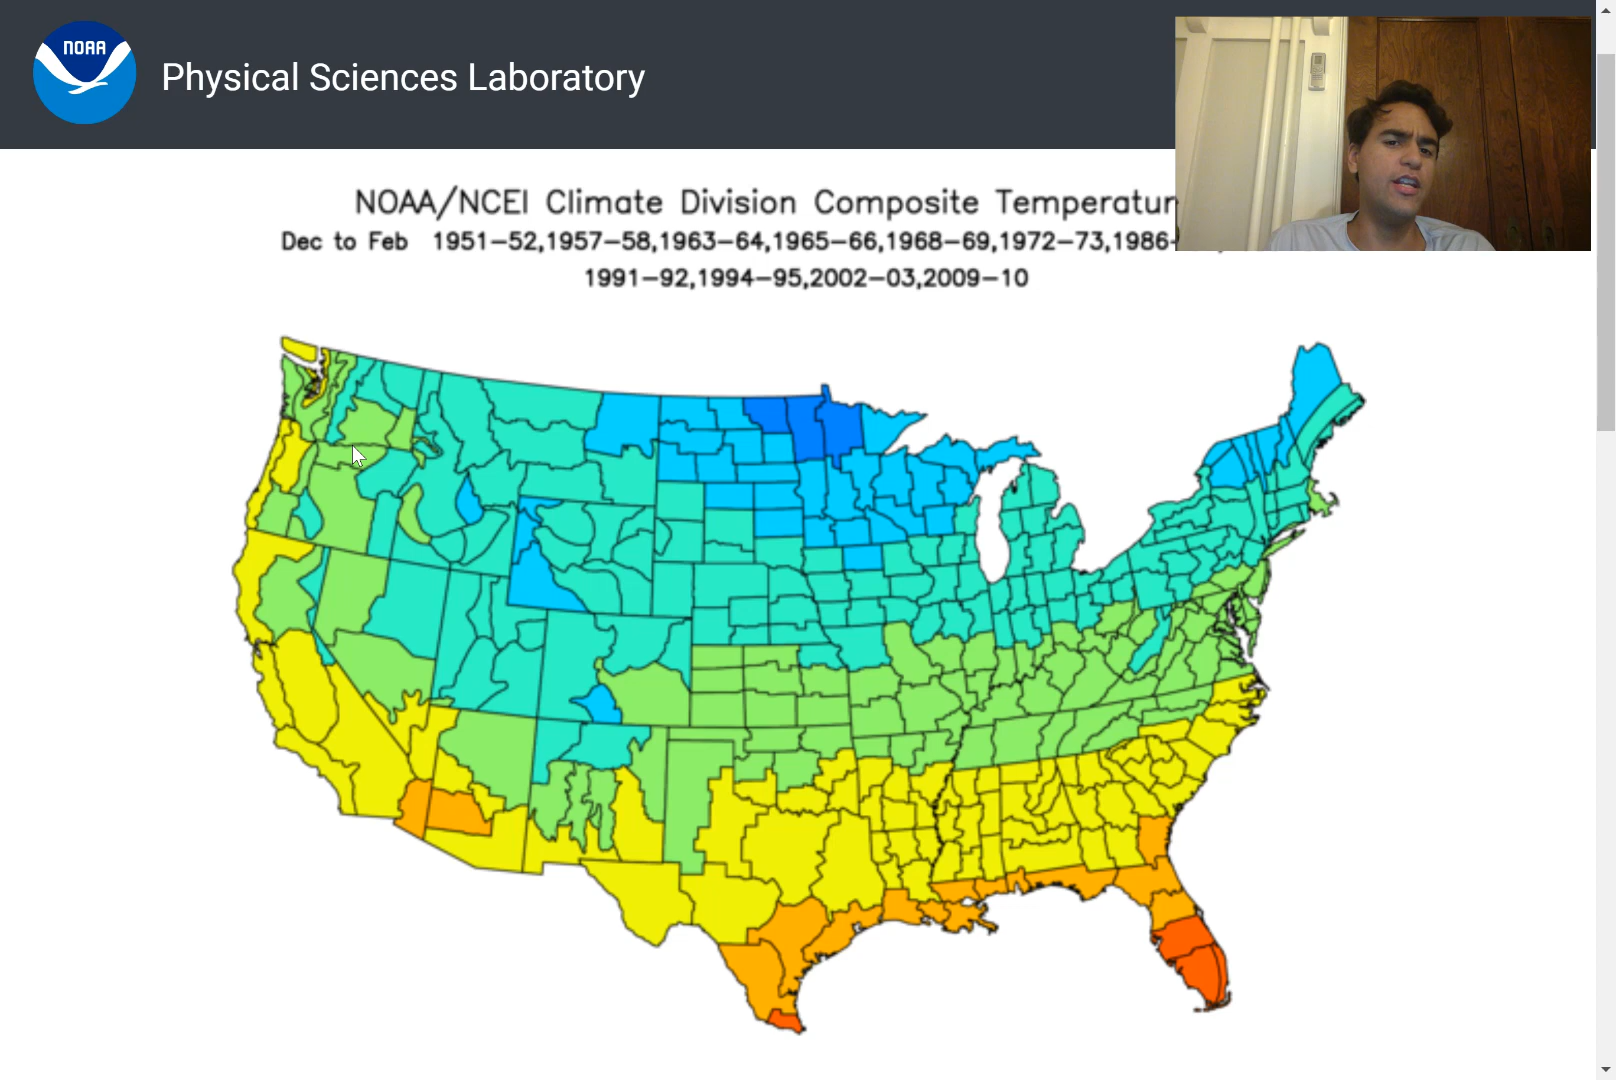 NOAA
Physical Sciences Laboratory
NOAA/NCEI Climate Division Composite Temperatur
Dec to Feb 1951-52,1957-58,1963-64,1965-66,1968-69,1972-73,1986-
1991-92,1994-95,2002-03,2009-10